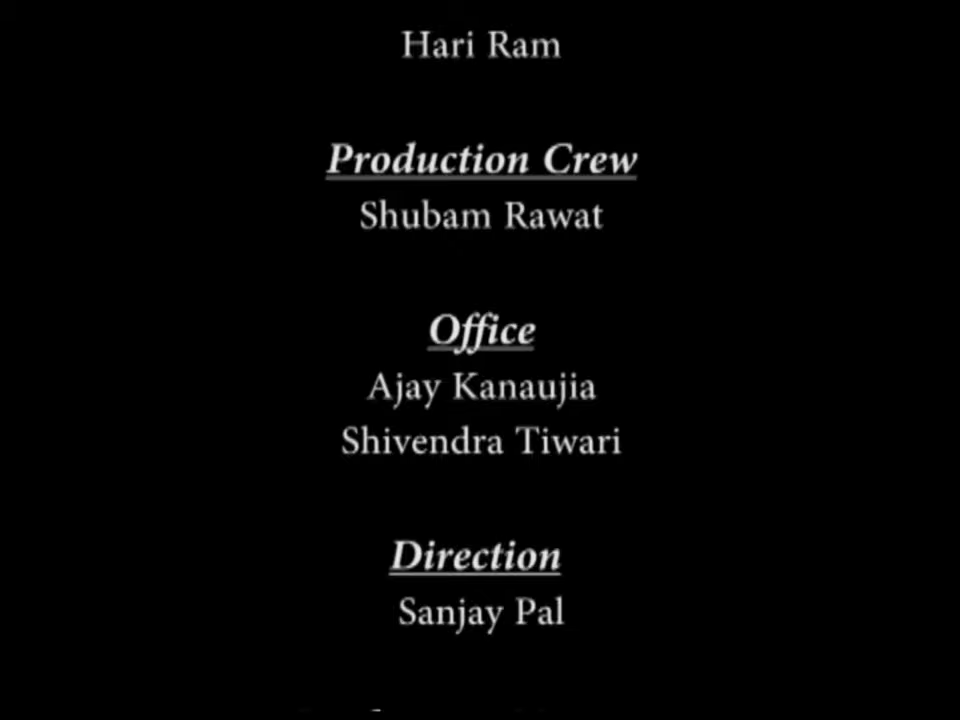 Hari Ram
Production Crew
Shubam Rawat
Office
Ajay Kanaujia
Shivendra Tiwari
Direction
Sanjay Pal